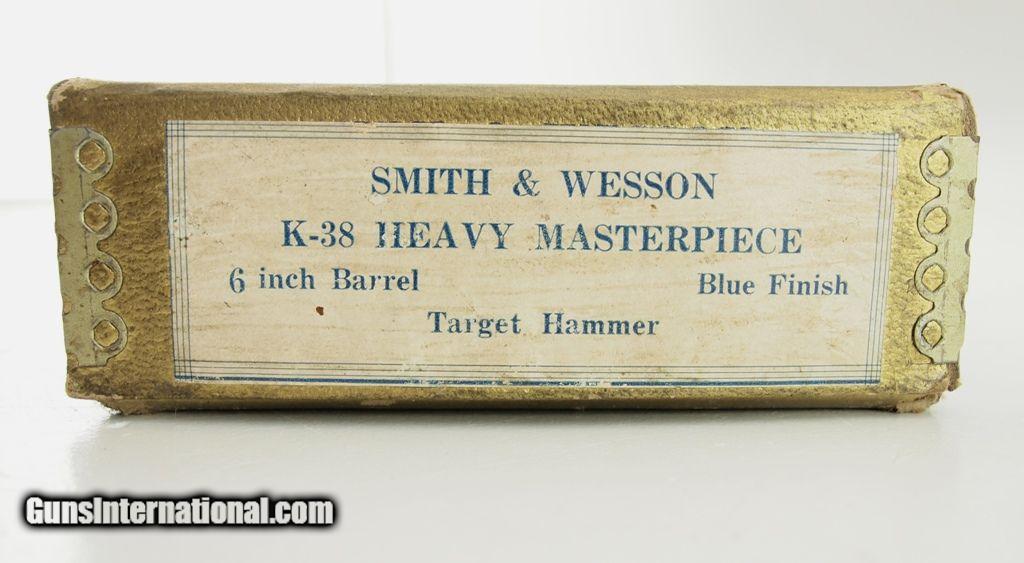 SMITH & WESSON
K-38 HEAVY MASTERPIECE
6 inch Barrel Blue Finish
Target Hammer
GunsInternational.com